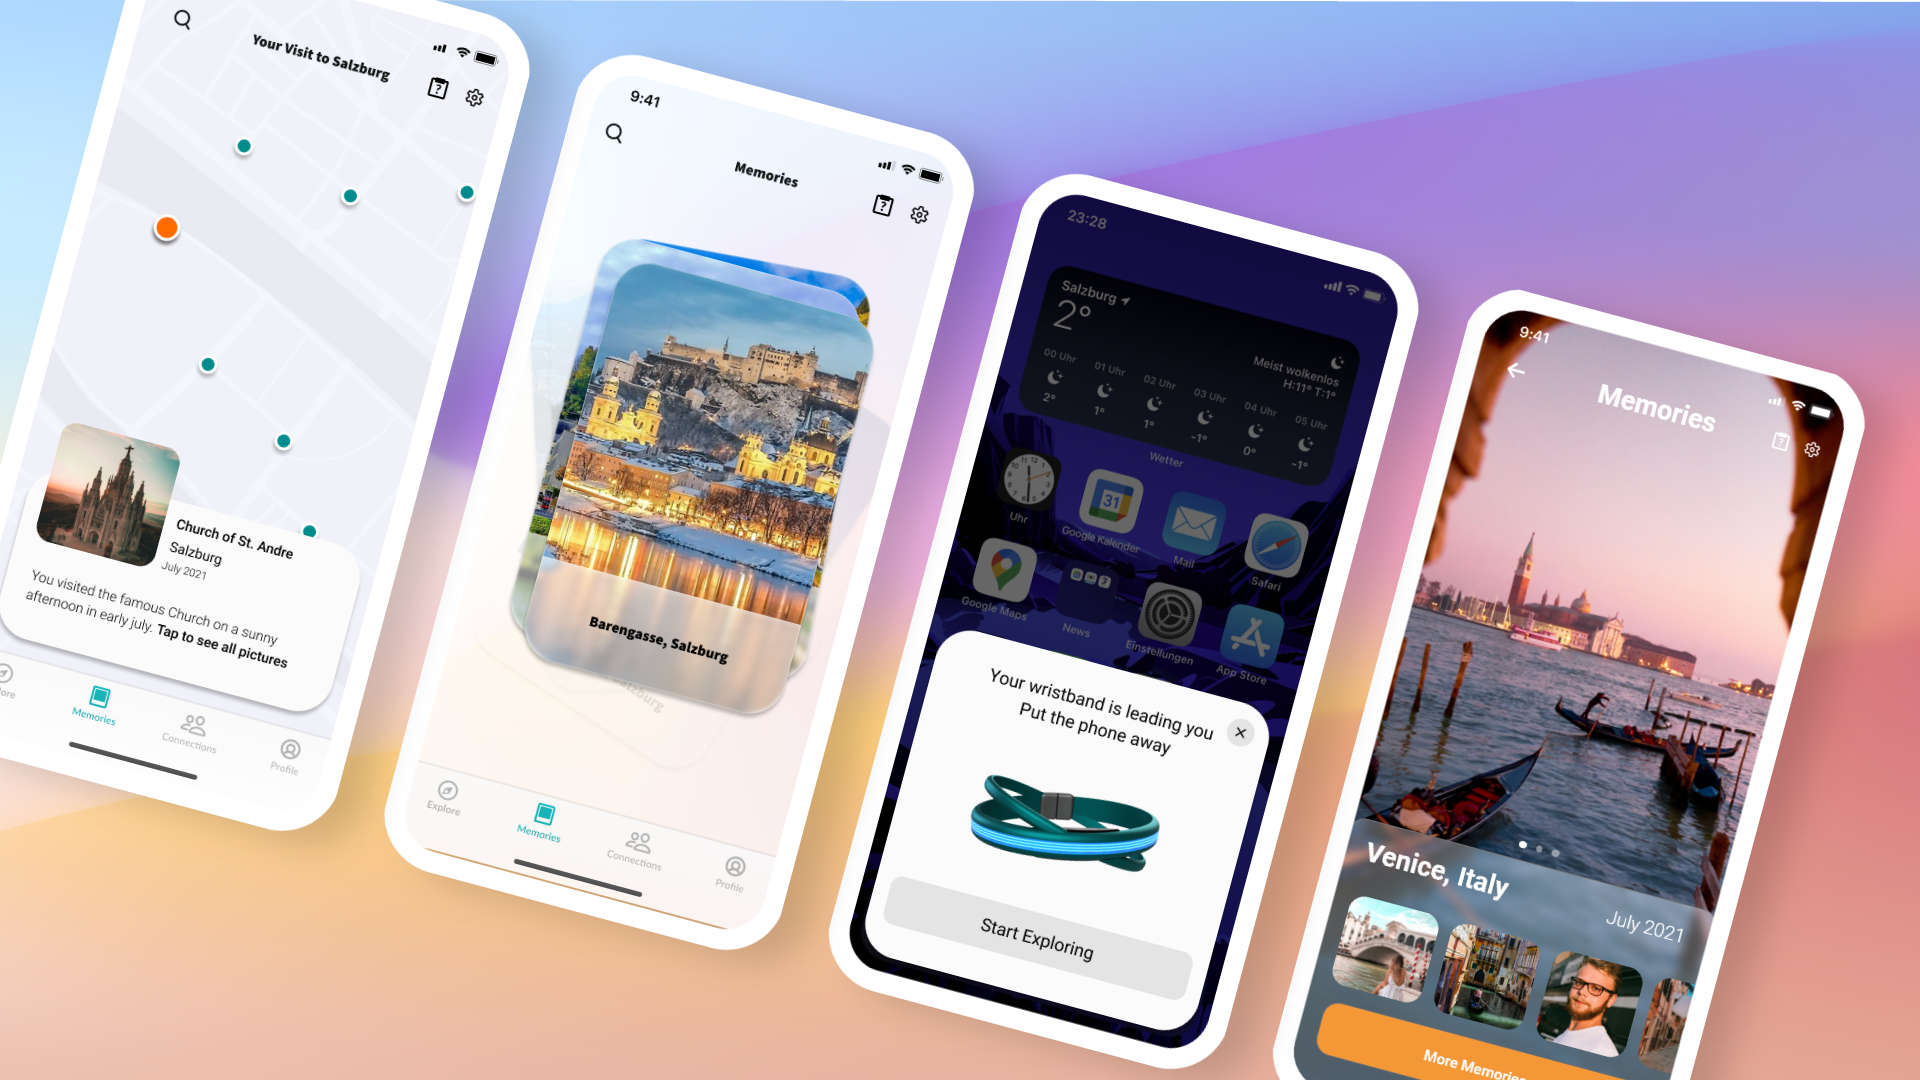 Your Visit to Salzburg
Church of St. Andre
Salzburg
July 2021
You visited the famous Church on a sunny
afternoon in early july. Tap to see all pictures
Memories
Connections
Profile
9:41
Memories
Barengasse, Salzburg
Explore
Memories
Connections
Profile
23:28
Salzburg
2°
Meist wolkenlos
H:11° T:1°
00 Uhr 01 Uhr 02 Uhr 03 Uhr 04 Uhr 05 Uhr
2° 1° 1° -1° 0° -1°
Wetter
31
Uhr Google Kalender Mail Safari
Google Maps News Einstellungen App Store
Your wristband is leading you
Put the phone away
Start Exploring
9:41
Memories
Venice, Italy
July 2021
More Memories